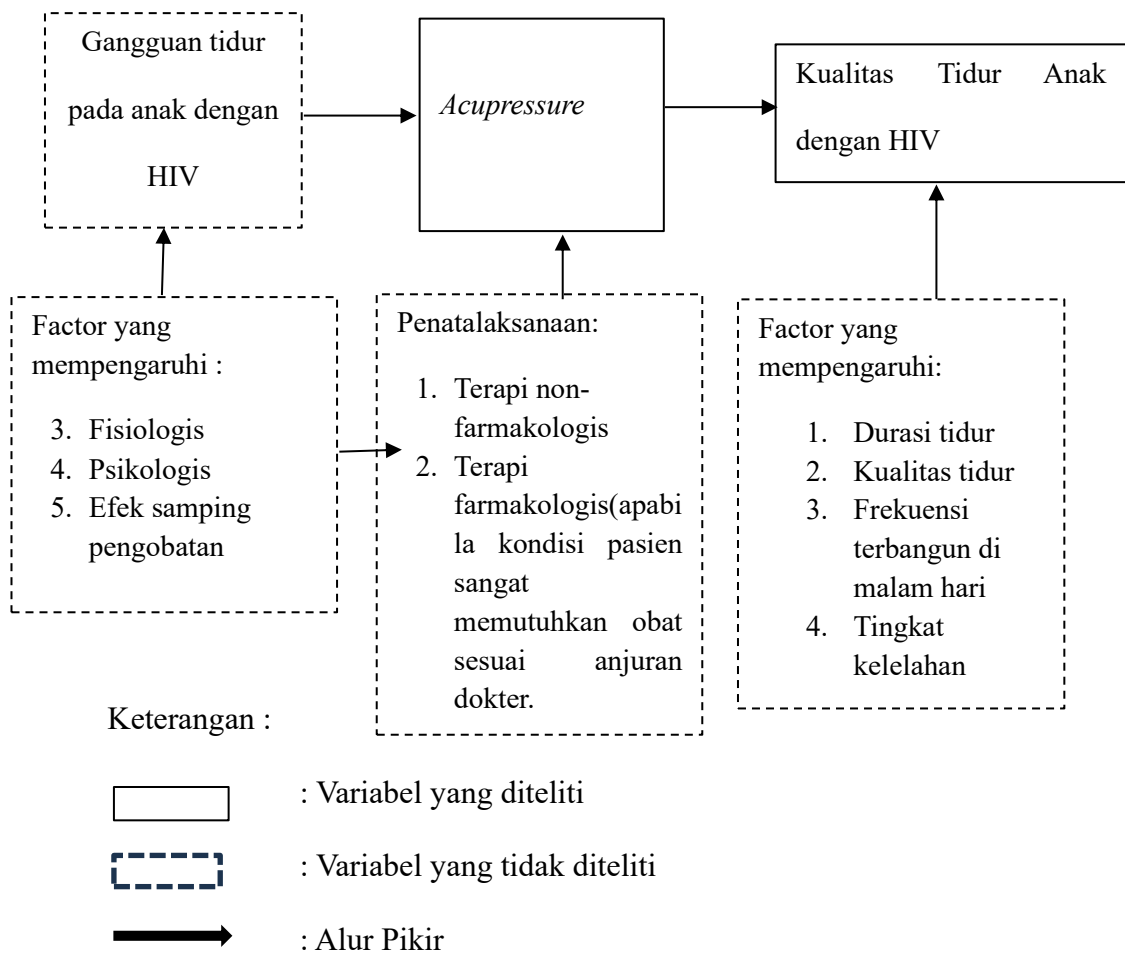 Gangguan tidur
pada anak dengan
HIV
Acupressure
Kualitas Tidur Anak
dengan HIV
Factor yang
mempengaruhi :
3. Fisiologis
4. Psikologis
5. Efek samping
pengobatan
Penatalaksanaan:
1. Terapi non-
farmakologis
2. Terapi
farmakologis(apabi
la kondisi pasien
sangat
memutuhkan obat
sesuai anjuran
dokter.
Factor yang
mempengaruhi:
1. Durasi tidur
2. Kualitas tidur
3. Frekuensi
terbangun di
malam hari
4. Tingkat
kelelahan
Keterangan :
: Variabel yang diteliti
: Variabel yang tidak diteliti
: Alur Pikir